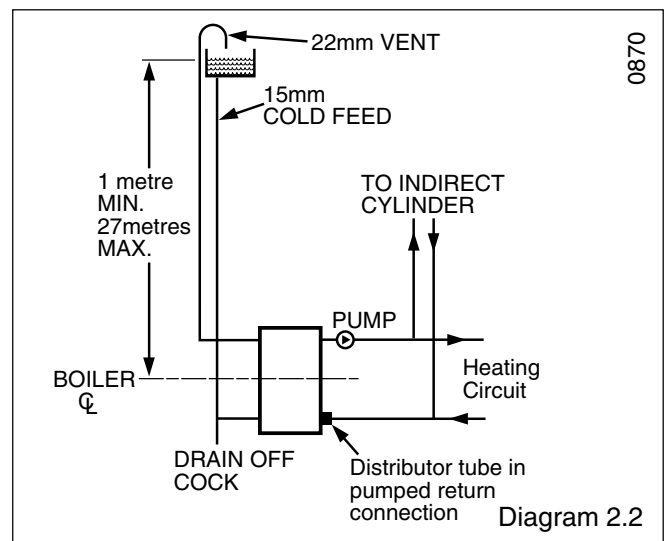 22mm VENT
0870
15mm
COLD FEED
1 metre
MIN.
27metres
MAX.
TO INDIRECT
CYLINDER
PUMP
Heating
Circuit
BOILER
℄
DRAIN OFF
COCK
Distributor tube in
pumped return
connection
Diagram 2.2